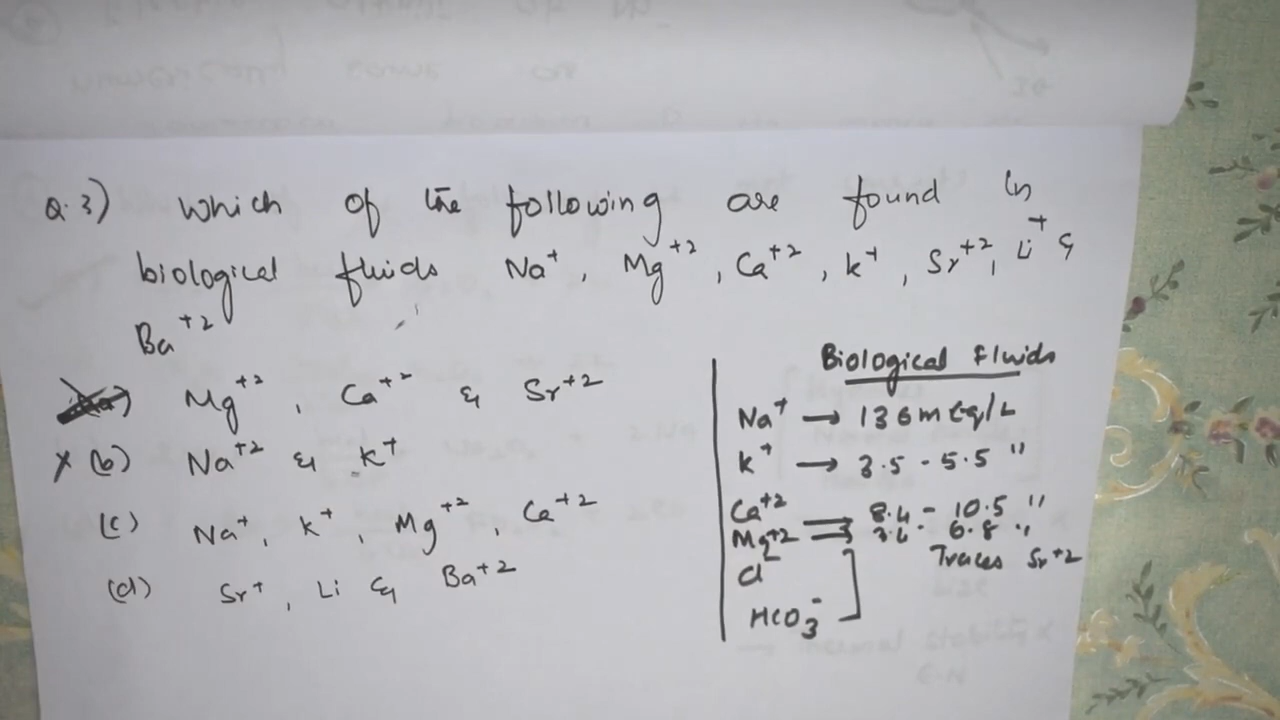 Q.3) Which of the following are found in
biological fluids Na⁺, Mg⁺², Ca⁺², K⁺, Sr⁺², Li⁺ &
Ba⁺²
(a) Mg⁺², Ca⁺² & Sr⁺²
X (b) Na⁺² & K⁺
(c) Na⁺, K⁺, Mg⁺², Ca⁺²
(d) Sr⁺, Li & Ba⁺²
Biological Fluids
Na⁺ → 136 mEq/L
K⁺ → 3.5 - 5.5 "
Ca⁺² → 8.4 - 10.5 "
Mg⁺² → - 6.8 "
Traces Sr⁺²
Cl⁻
HCO₃⁻